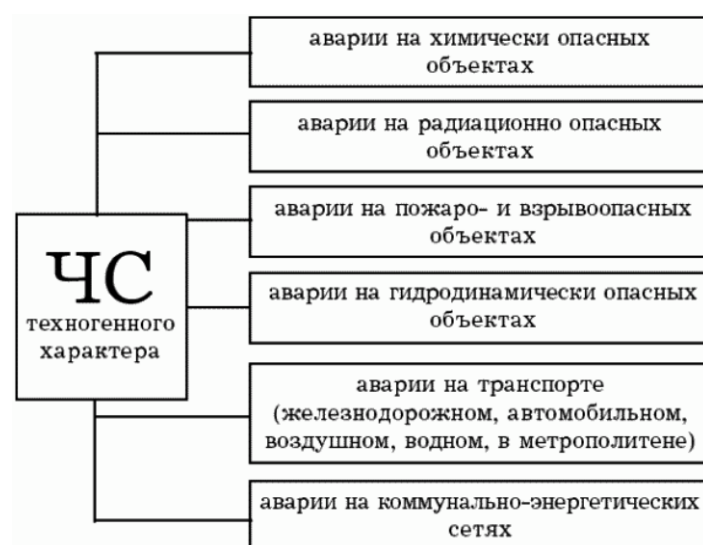 аварии на химически опасных
объектах
аварии на радиационно опасных
объектах
аварии на пожаро- и взрывоопасных
объектах
ЧС
техногенного
характера
аварии на гидродинамически опасных
объектах
аварии на транспорте
(железнодорожном, автомобильном,
воздушном, водном, в метрополитене)
аварии на коммунально-энергетических
сетях